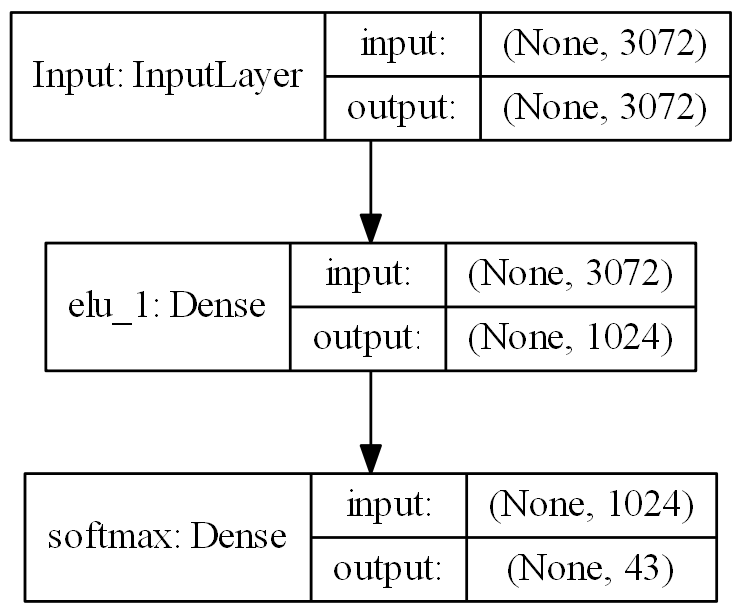 Input: InputLayer
input:
(None, 3072)
output:
(None, 3072)
elu_1: Dense
input:
(None, 3072)
output:
(None, 1024)
softmax: Dense
input:
(None, 1024)
output:
(None, 43)